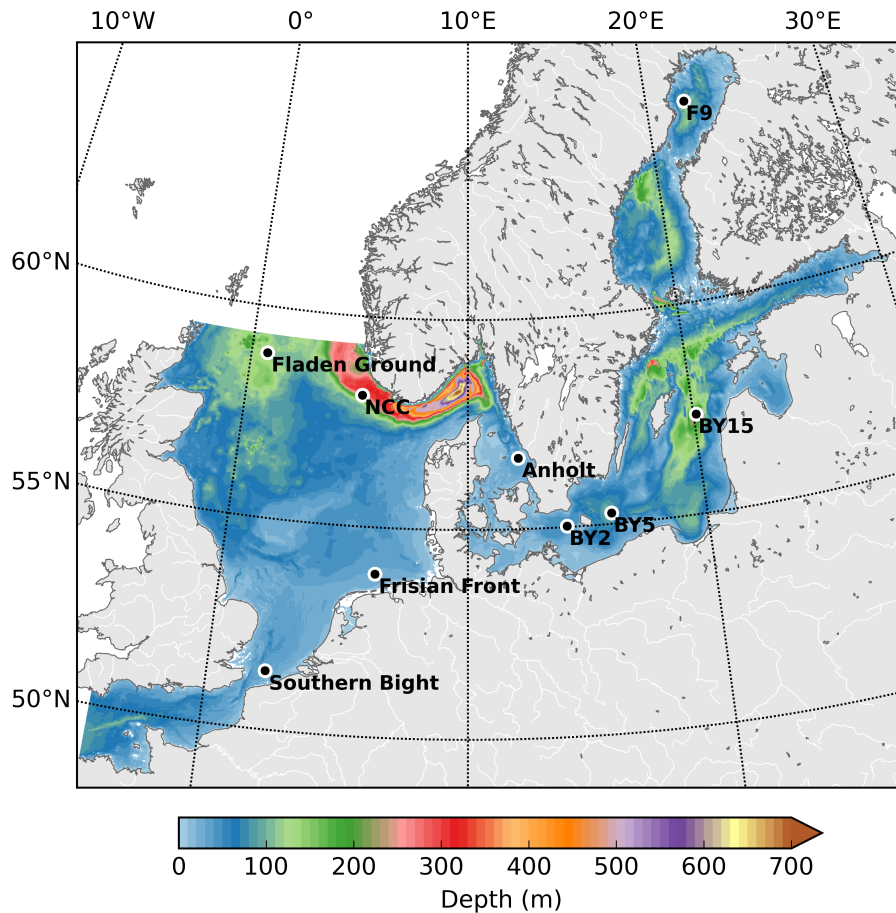 10°W 0° 10°E 20°E 30°E
F9
60°N
Fladen Ground
NCC
BY15
Anholt
55°N
BY5
BY2
Frisian Front
Southern Bight
50°N
0 100 200 300 400 500 600 700
Depth (m)